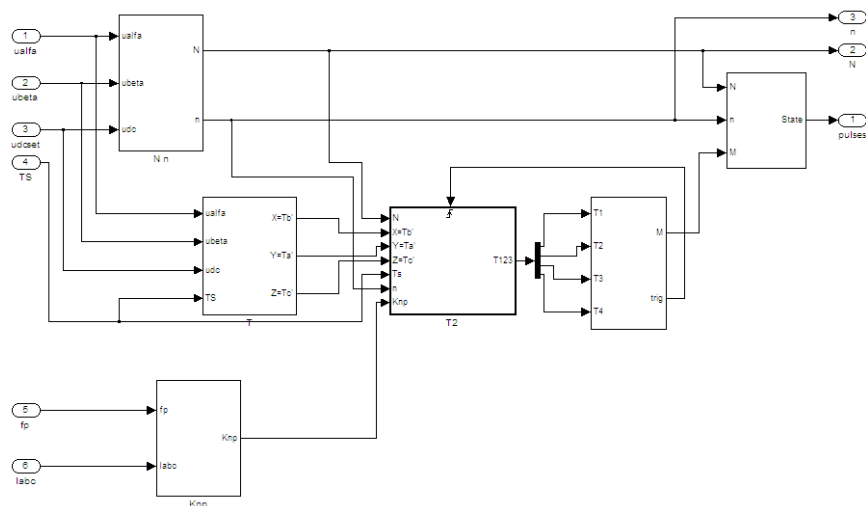 1
ualfa
2
ubeta
3
udcset
4
TS
ualfa
ubeta
udc
N
n
N n
3
n
2
N
N
n
M
State
1
pulses
ualfa
ubeta
udc
TS
X=Tb'
Y=Ta'
Z=Tc'
T
N
X=Tb'
Y=Ta'
Z=Tc'
Ts
n
Knp
T123
T2
T1
T2
T3
T4
M
trig
5
fp
6
Iabc
fp
Iabc
Knp
Knp